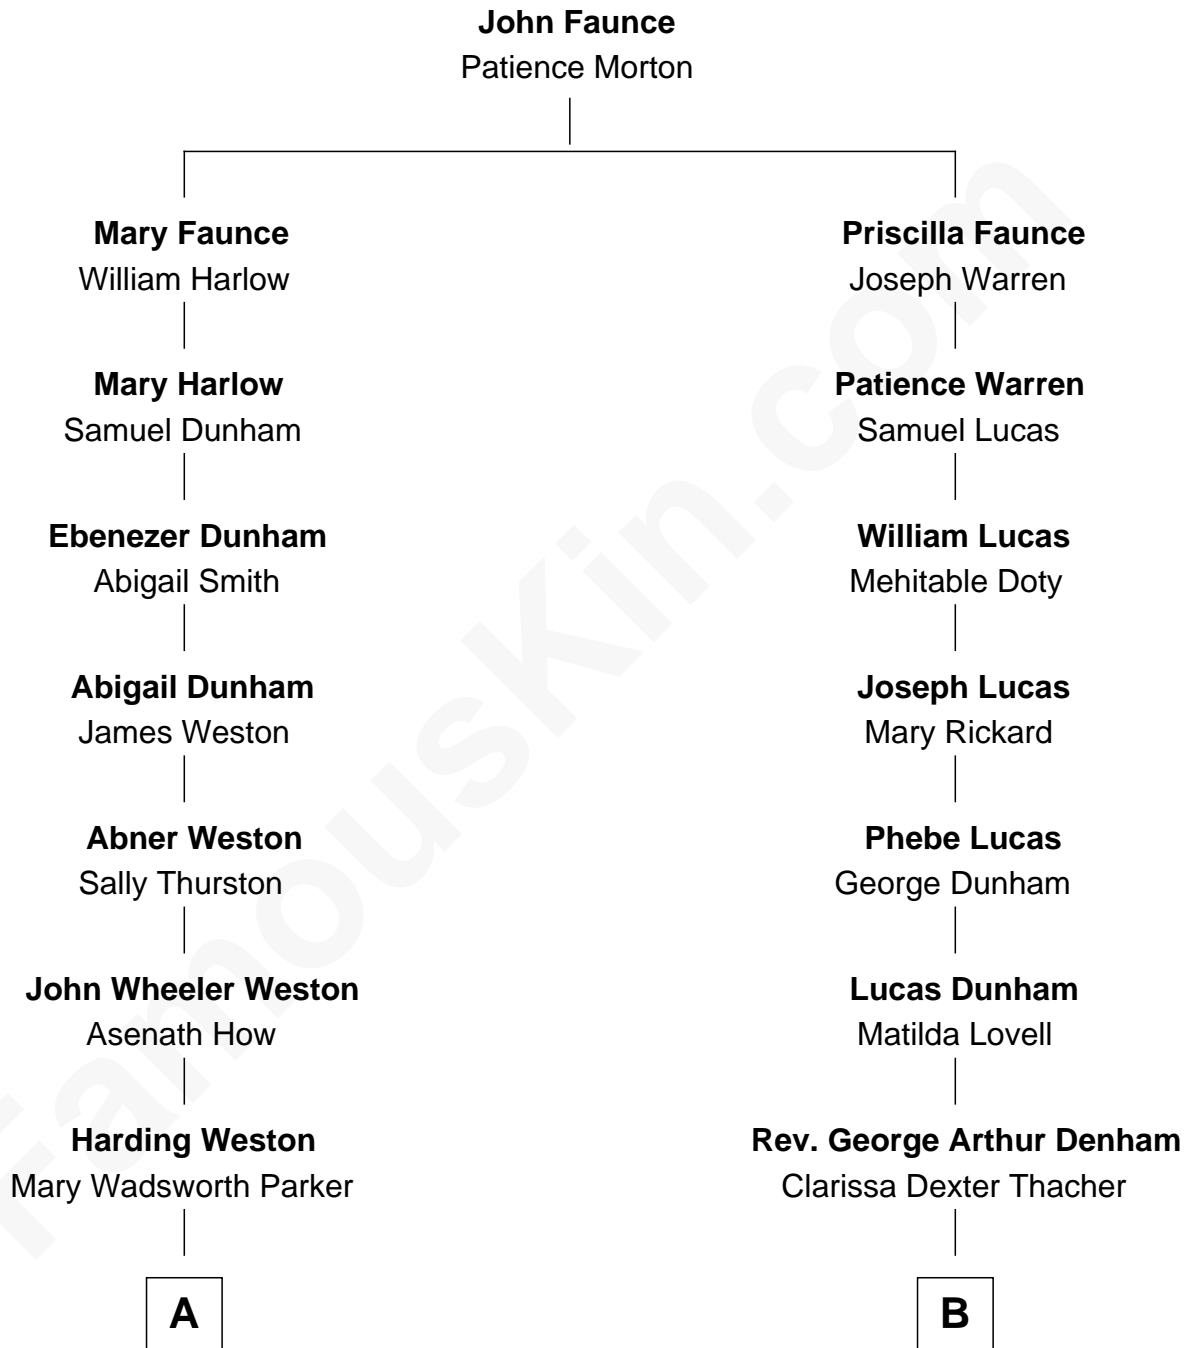 John Faunce
Patience Morton
Mary Faunce
William Harlow
Priscilla Faunce
Joseph Warren
Mary Harlow
Samuel Dunham
Patience Warren
Samuel Lucas
Ebenezer Dunham
Abigail Smith
William Lucas
Mehitable Doty
Abigail Dunham
James Weston
Joseph Lucas
Mary Rickard
Abner Weston
Sally Thurston
Phebe Lucas
George Dunham
John Wheeler Weston
Asenath How
Lucas Dunham
Matilda Lovell
Harding Weston
Mary Wadsworth Parker
Rev. George Arthur Denham
Clarissa Dexter Thacher
A
B
FamousKin.com